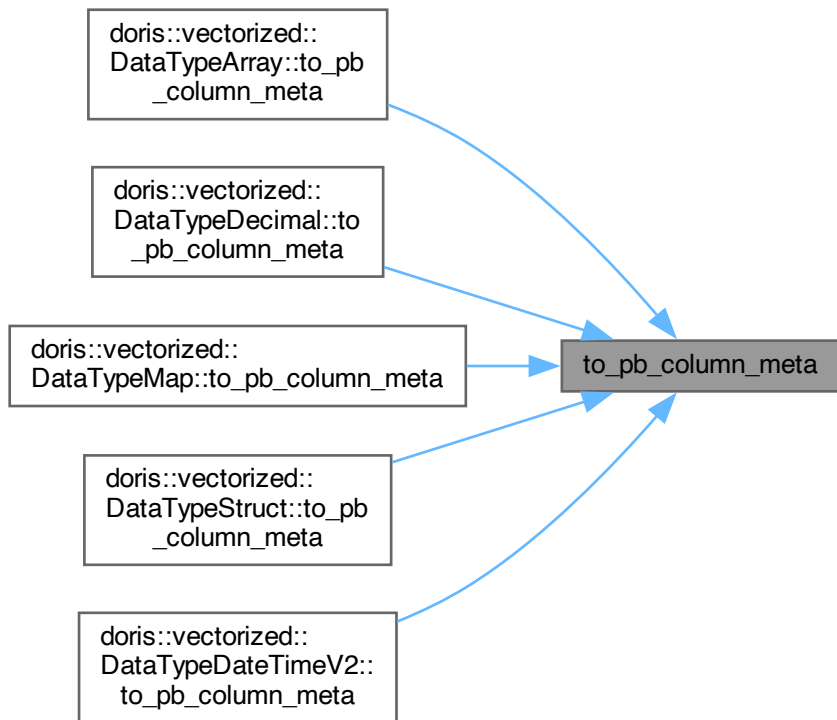 doris::vectorized::
DataTypeArray::to_pb
_column_meta
doris::vectorized::
DataTypeDecimal::to
_pb_column_meta
doris::vectorized::
DataTypeMap::to_pb_column_meta
to_pb_column_meta
doris::vectorized::
DataTypeStruct::to_pb
_column_meta
doris::vectorized::
DataTypeDateTimeV2::
to_pb_column_meta